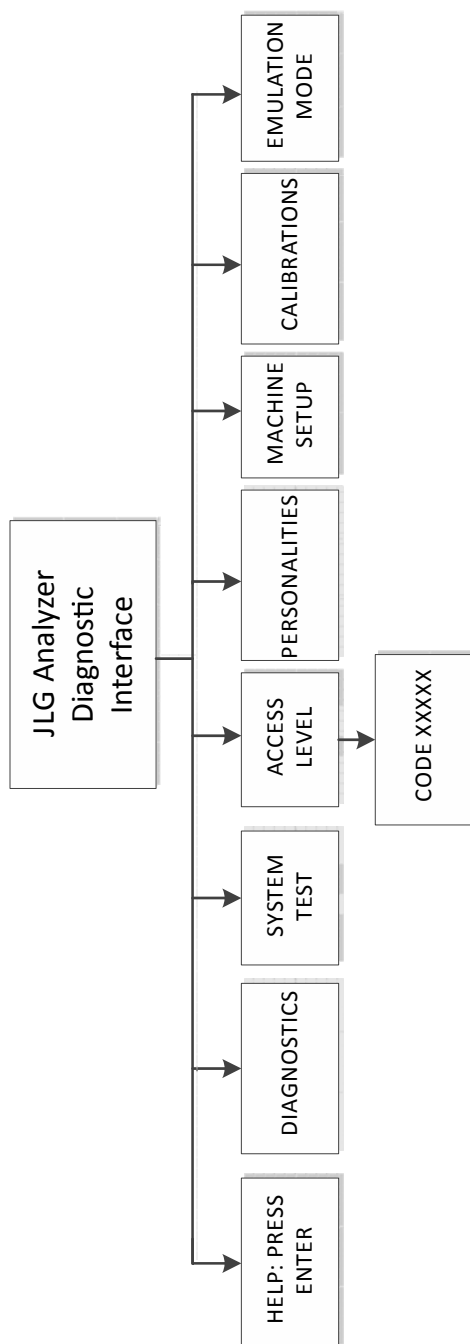 JLG Analyzer
Diagnostic
Interface
HELP: PRESS
ENTER
DIAGNOSTICS
SYSTEM
TEST
ACCESS
LEVEL
PERSONALITIES
MACHINE
SETUP
CALIBRATIONS
EMULATION
MODE
CODE XXXXX